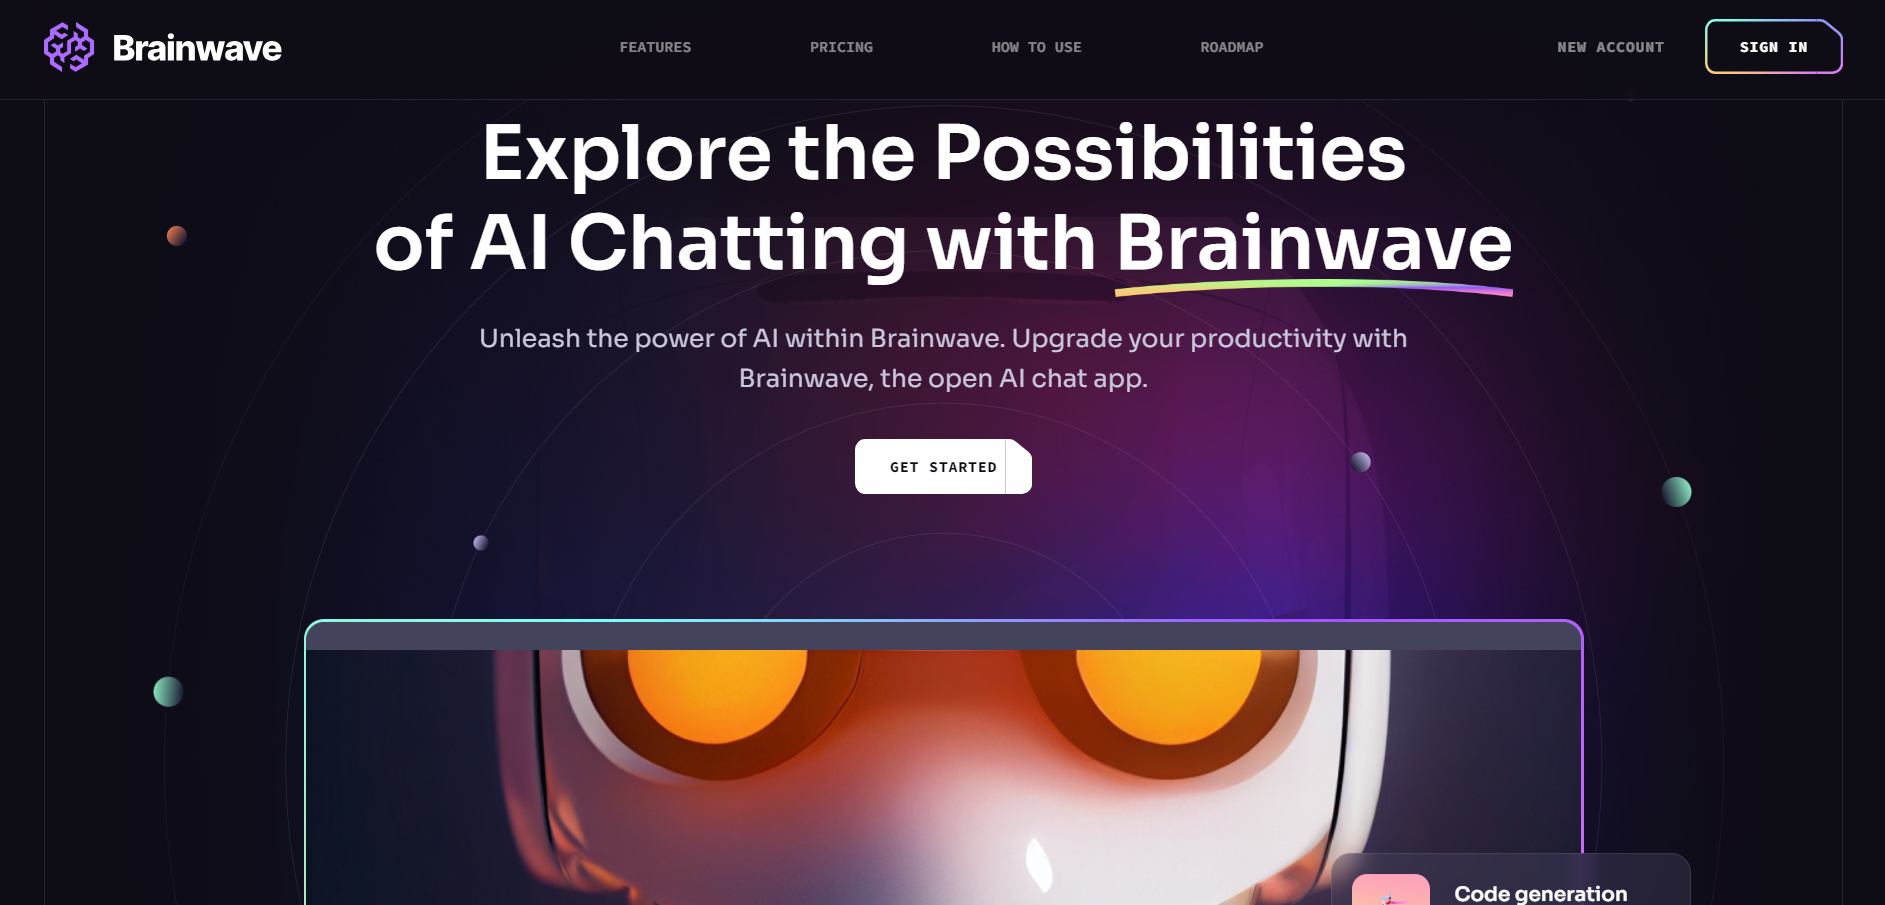 Brainwave
FEATURES
PRICING
HOW TO USE
ROADMAP
NEW ACCOUNT
SIGN IN
Explore the Possibilities
of AI Chatting with Brainwave
Unleash the power of AI within Brainwave. Upgrade your productivity with
Brainwave, the open AI chat app.
GET STARTED
Code generation